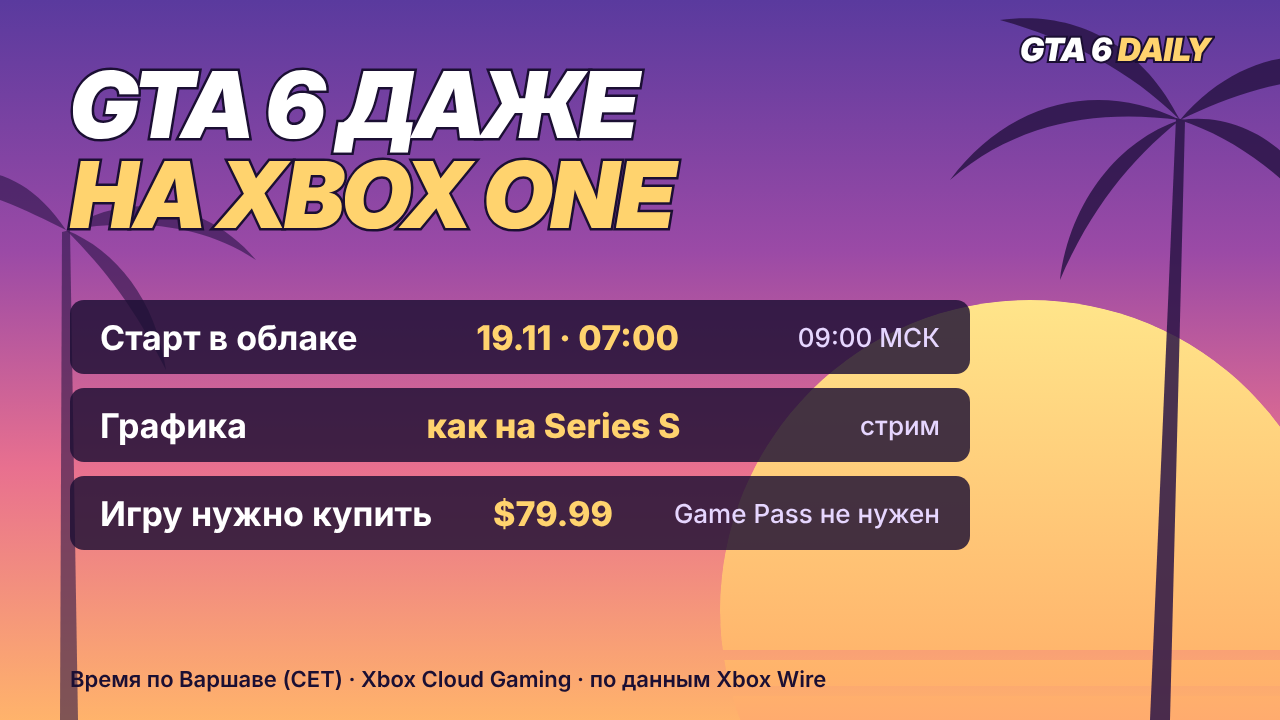 GTA 6 DAILY
GTA 6 ДАЖЕ
НА XBOX ONE
Старт в облаке 19.11 · 07:00 09:00 МСК
Графика как на Series S стрим
Игру нужно купить $79.99 Game Pass не нужен
Время по Варшаве (CET) · Xbox Cloud Gaming · по данным Xbox Wire